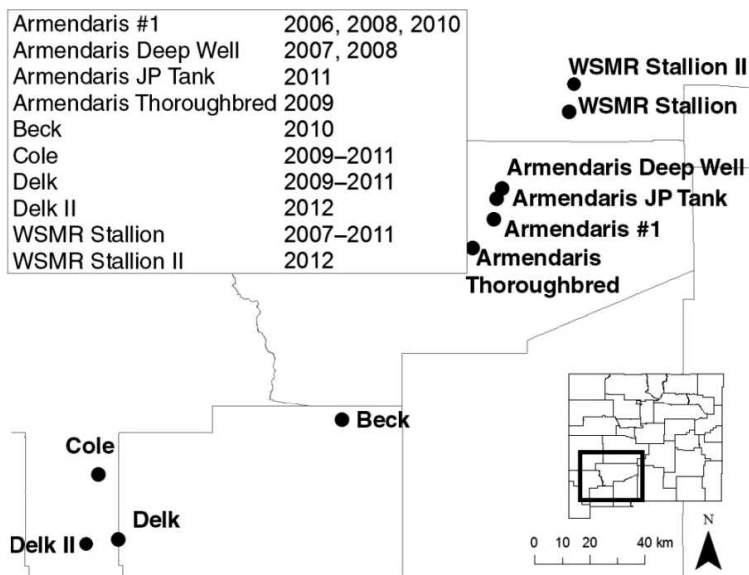 Armendaris #1 2006, 2008, 2010
Armendaris Deep Well 2007, 2008
Armendaris JP Tank 2011
Armendaris Thoroughbred 2009
Beck 2010
Cole 2009–2011
Delk 2009–2011
Delk II 2012
WSMR Stallion 2007–2011
WSMR Stallion II 2012
WSMR Stallion II
WSMR Stallion
Armendaris Deep Well
Armendaris JP Tank
Armendaris #1
Armendaris
Thoroughbred
Beck
Cole
Delk
Delk II
N
0 10 20 40 km